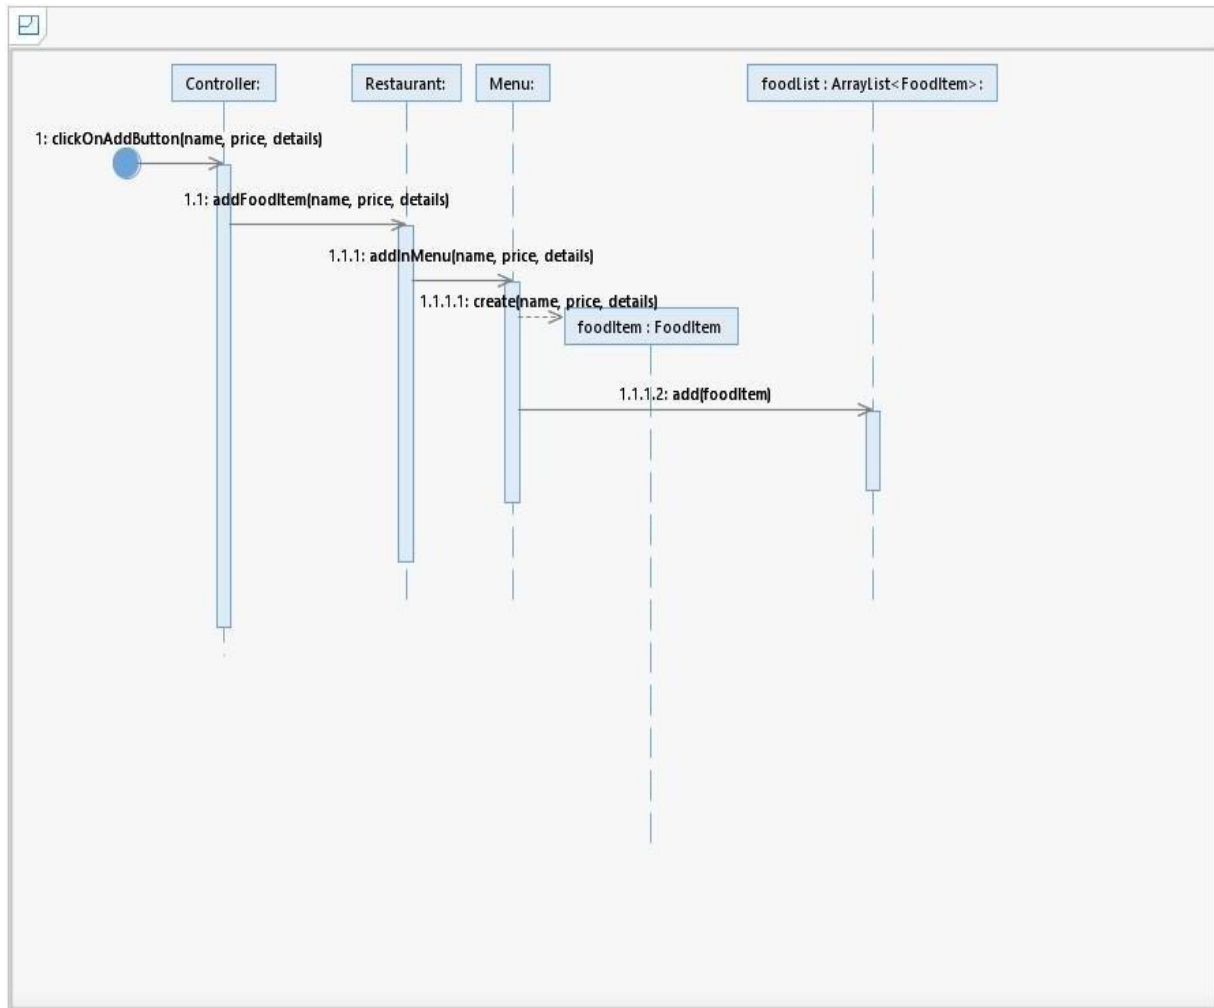 Controller:
Restaurant:
Menu:
foodList : ArrayList<FoodItem>:
1: clickOnAddButton(name, price, details)
1.1: addFoodItem(name, price, details)
1.1.1: addInMenu(name, price, details)
1.1.1.1: create(name, price, details)
foodItem : FoodItem
1.1.1.2: add(foodItem)